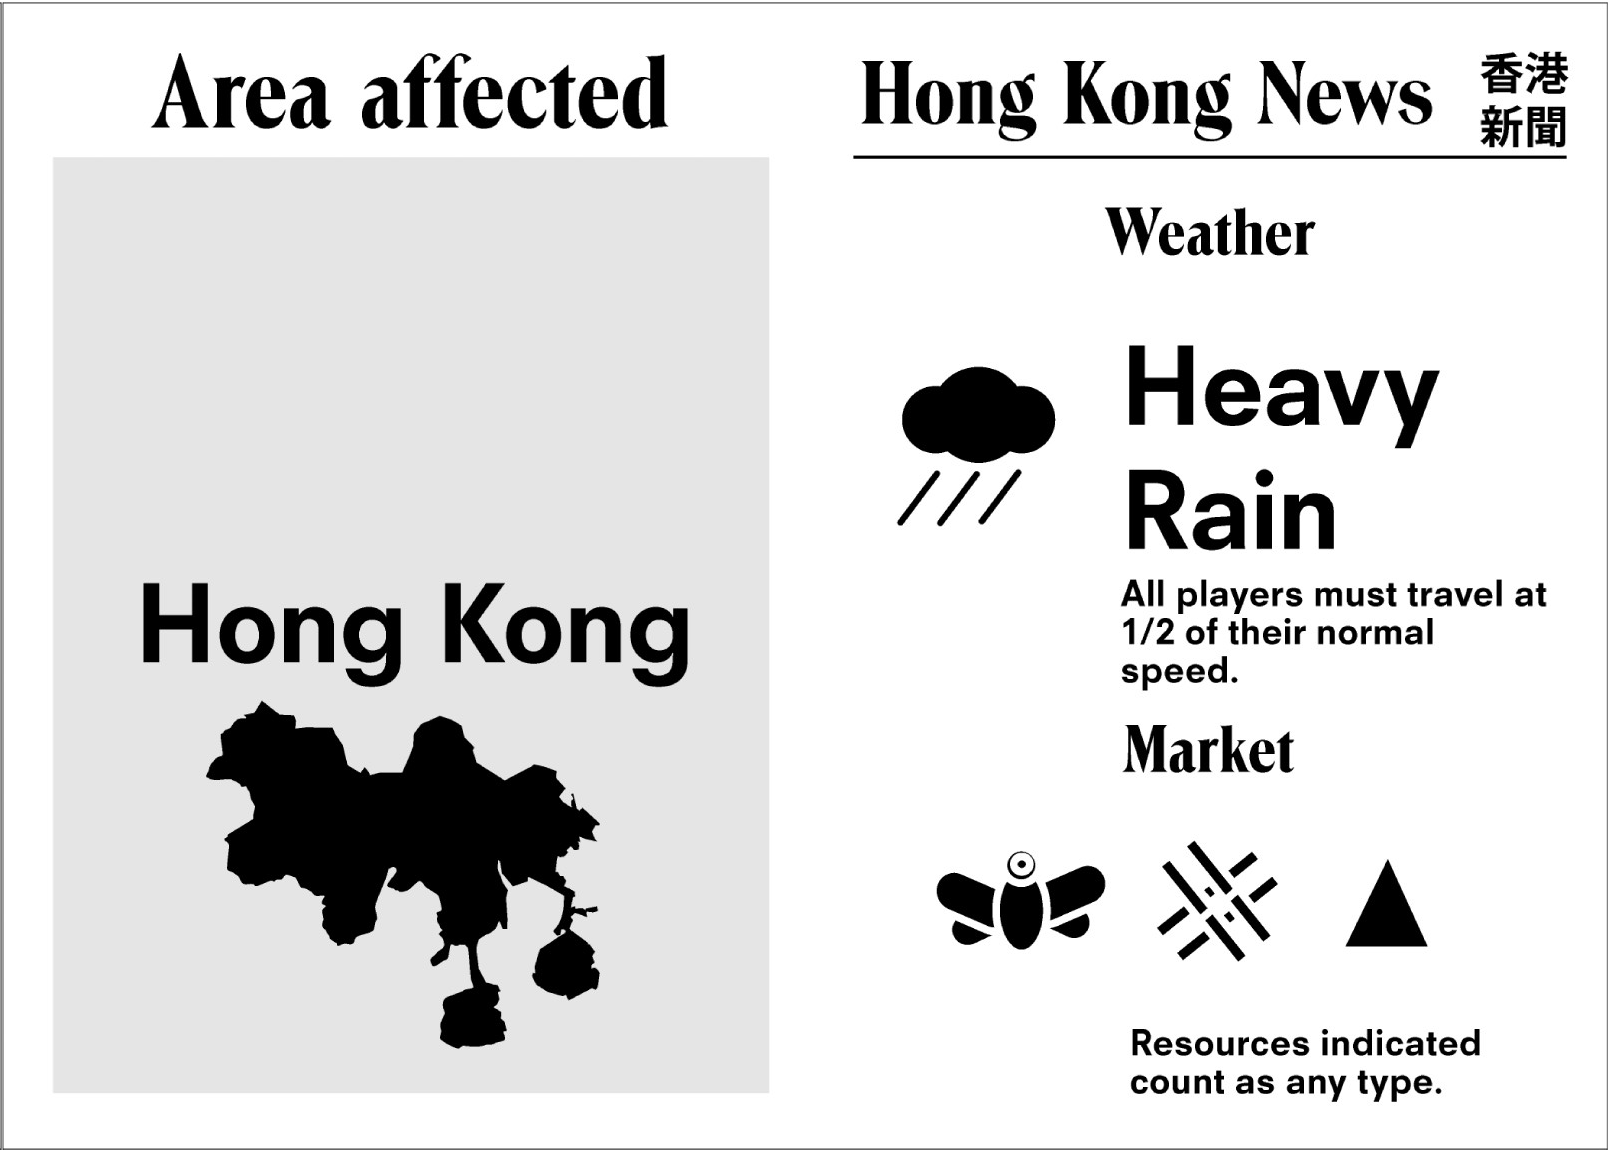 Area affected
Hong Kong
Hong Kong News
香港
新聞
Weather
Heavy
Rain
All players must travel at
1/2 of their normal
speed.
Market
Resources indicated
count as any type.